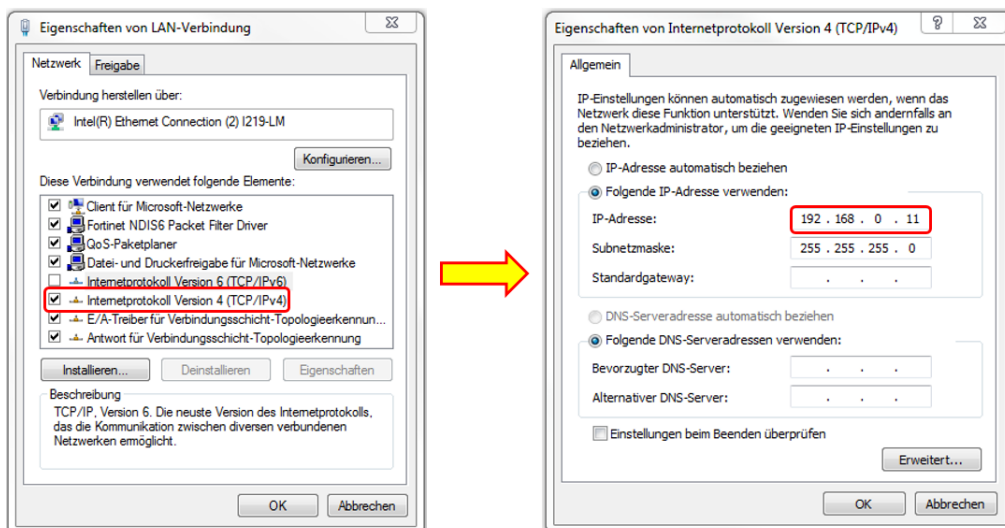 Eigenschaften von LAN-Verbindung
Netzwerk
Freigabe
Verbindung herstellen über:
Intel(R) Ethernet Connection (2) I219-LM
Konfigurieren...
Diese Verbindung verwendet folgende Elemente:
Client für Microsoft-Netzwerke
Fortinet NDIS6 Packet Filter Driver
QoS-Paketplaner
Datei- und Druckerfreigabe für Microsoft-Netzwerke
Internetprotokoll Version 6 (TCP/IPv6)
Internetprotokoll Version 4 (TCP/IPv4)
E/A-Treiber für Verbindungsschicht-Topologieerkennun...
Antwort für Verbindungsschicht-Topologieerkennung
Installieren...
Deinstallieren
Eigenschaften
Beschreibung
TCP/IP, Version 6. Die neuste Version des Internetprotokolls,
das die Kommunikation zwischen diversen verbundenen
Netzwerken ermöglicht.
OK
Abbrechen
Eigenschaften von Internetprotokoll Version 4 (TCP/IPv4)
Allgemein
IP-Einstellungen können automatisch zugewiesen werden, wenn das
Netzwerk diese Funktion unterstützt. Wenden Sie sich andernfalls an
den Netzwerkadministrator, um die geeigneten IP-Einstellungen zu
beziehen.
IP-Adresse automatisch beziehen
Folgende IP-Adresse verwenden:
IP-Adresse:
192 . 168 . 0 . 11
Subnetzmaske:
255 . 255 . 255 . 0
Standardgateway:
. . .
DNS-Serveradresse automatisch beziehen
Folgende DNS-Serveradressen verwenden:
Bevorzugter DNS-Server:
. . .
Alternativer DNS-Server:
. . .
Einstellungen beim Beenden überprüfen
Erweitert...
OK
Abbrechen